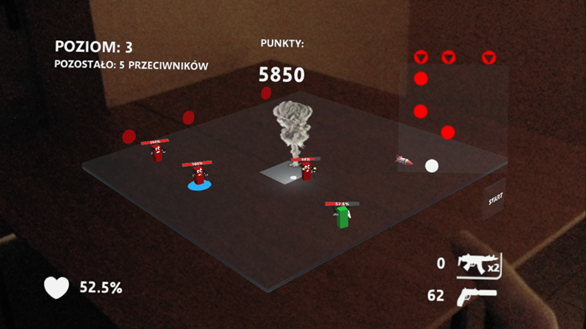 POZIOM: 3
POZOSTAŁO: 5 PRZECIWNIKÓW
PUNKTY:
5850
START
52.5%
0
x2
62